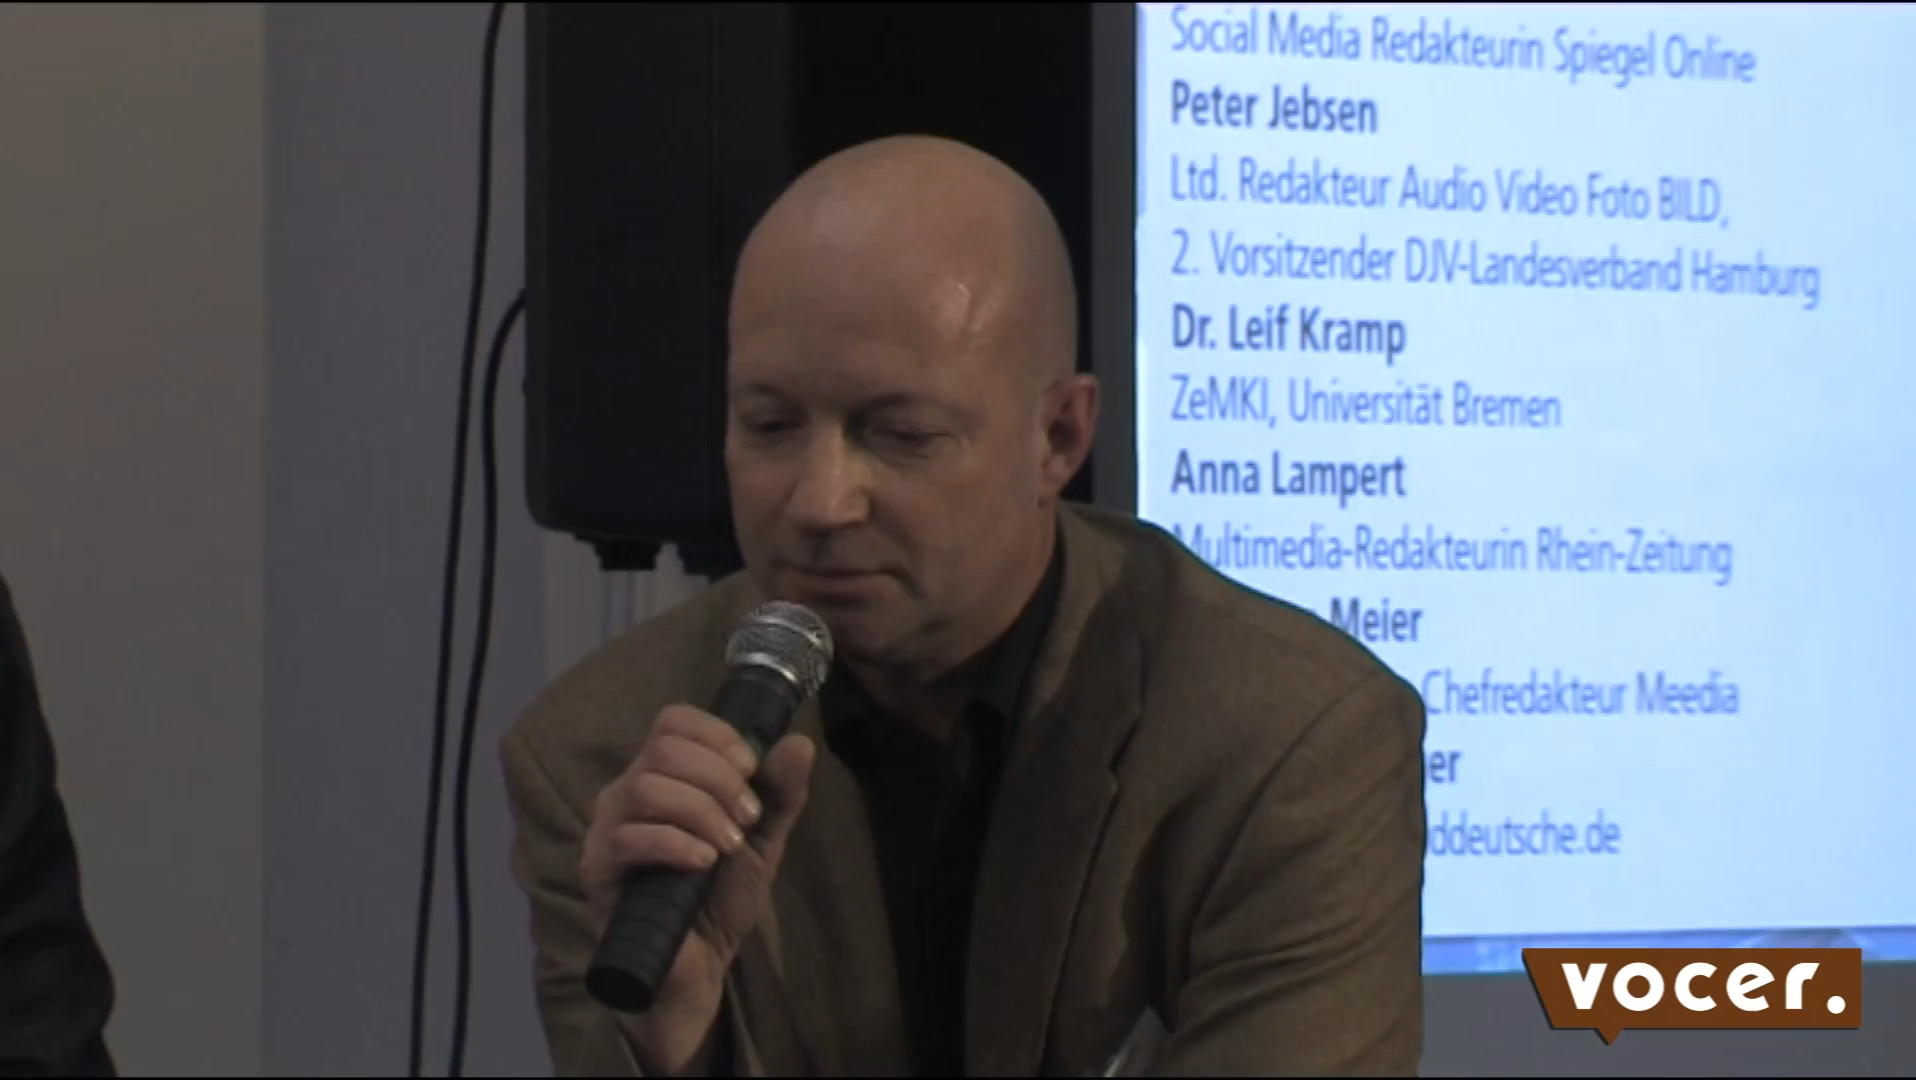 Social Media Redakteurin Spiegel Online
Peter Jebsen
Ltd. Redakteur Audio Video Foto BILD,
2. Vorsitzender DJV-Landesverband Hamburg
Dr. Leif Kramp
ZeMKI, Universität Bremen
Anna Lampert
Multimedia-Redakteurin Rhein-Zeitung
Meier
Chefredakteur Meedia
ddeutsche.de
vocer.